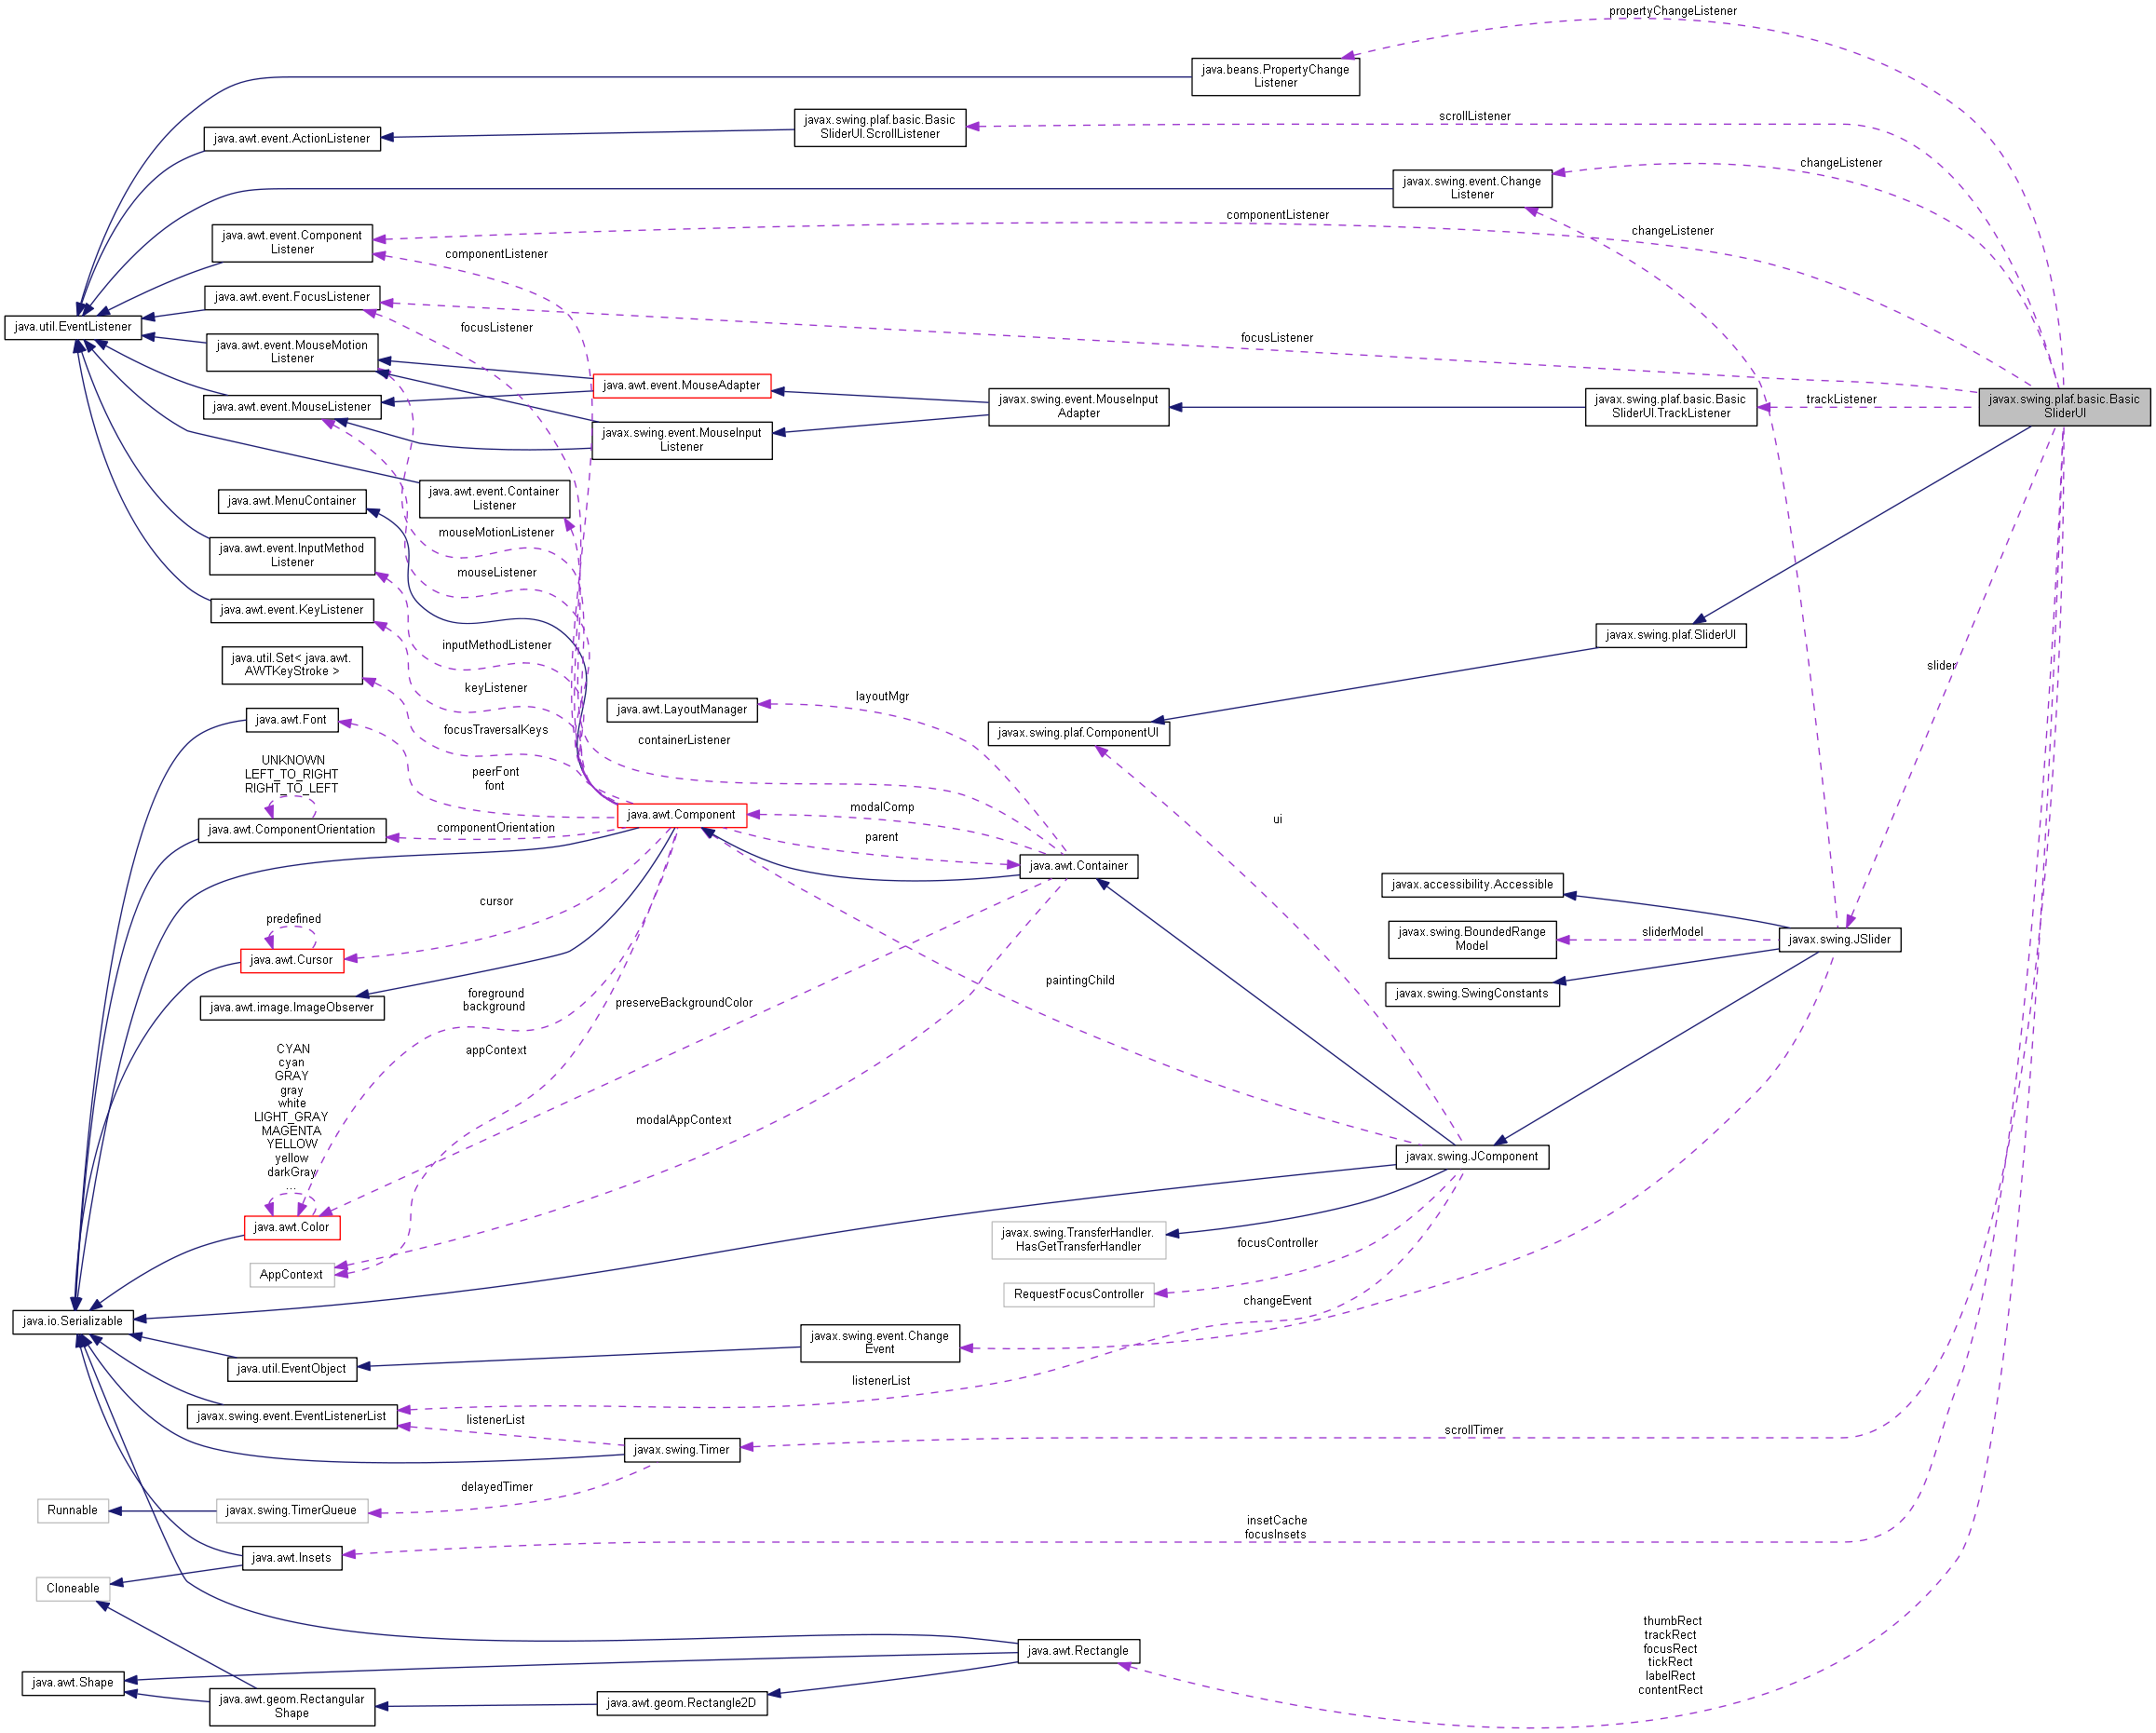 propertyChangeListener
java.beans.PropertyChange
Listener
javax.swing.plaf.basic.Basic
SliderUI.ScrollListener
scrollListener
java.awt.event.ActionListener
changeListener
javax.swing.event.Change
Listener
componentListener
changeListener
java.awt.event.Component
Listener
componentListener
java.awt.event.FocusListener
java.util.EventListener
focusListener
focusListener
java.awt.event.MouseMotion
Listener
java.awt.event.MouseAdapter
javax.swing.event.MouseInput
Adapter
javax.swing.plaf.basic.Basic
SliderUI.TrackListener
trackListener
javax.swing.plaf.basic.Basic
SliderUI
java.awt.event.MouseListener
javax.swing.event.MouseInput
Listener
java.awt.event.Container
Listener
java.awt.MenuContainer
mouseMotionListener
java.awt.event.InputMethod
Listener
mouseListener
java.awt.event.KeyListener
inputMethodListener
javax.swing.plaf.SliderUI
java.util.Set< java.awt.
AWTKeyStroke >
slider
keyListener
layoutMgr
java.awt.LayoutManager
java.awt.Font
focusTraversalKeys
containerListener
javax.swing.plaf.ComponentUI
UNKNOWN
LEFT_TO_RIGHT
RIGHT_TO_LEFT
peerFont
font
modalComp
java.awt.Component
ui
java.awt.ComponentOrientation
componentOrientation
parent
java.awt.Container
javax.accessibility.Accessible
cursor
predefined
java.awt.Cursor
javax.swing.BoundedRange
Model
sliderModel
javax.swing.JSlider
paintingChild
javax.swing.SwingConstants
java.awt.image.ImageObserver
foreground
background
preserveBackgroundColor
appContext
CYAN
cyan
GRAY
gray
white
LIGHT_GRAY
MAGENTA
YELLOW
yellow
darkGray
...
modalAppContext
javax.swing.JComponent
java.awt.Color
javax.swing.TransferHandler.
HasGetTransferHandler
focusController
AppContext
RequestFocusController
changeEvent
java.io.Serializable
javax.swing.event.Change
Event
java.util.EventObject
listenerList
javax.swing.event.EventListenerList
listenerList
scrollTimer
javax.swing.Timer
delayedTimer
Runnable
javax.swing.TimerQueue
insetCache
focusInsets
java.awt.Insets
Cloneable
thumbRect
trackRect
focusRect
tickRect
labelRect
contentRect
java.awt.Rectangle
java.awt.Shape
java.awt.geom.Rectangular
Shape
java.awt.geom.Rectangle2D